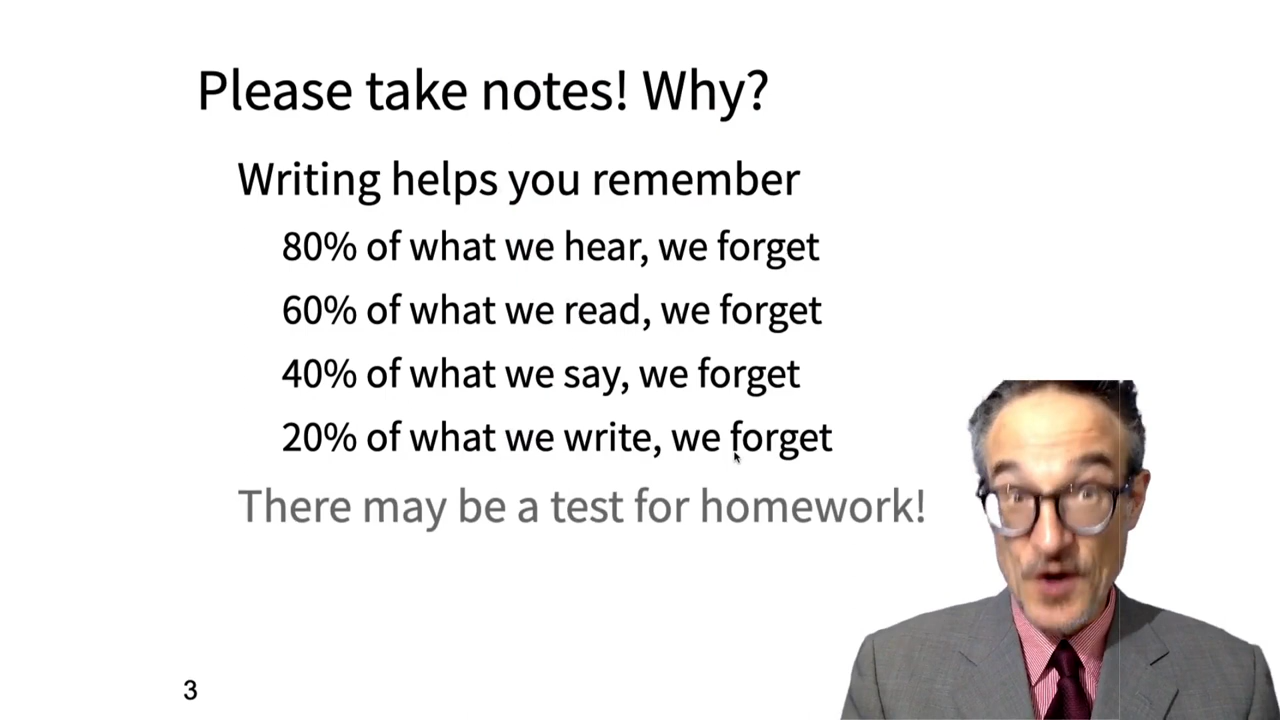 Please take notes! Why?
Writing helps you remember
80% of what we hear, we forget
60% of what we read, we forget
40% of what we say, we forget
20% of what we write, we forget
There may be a test for homework!
3